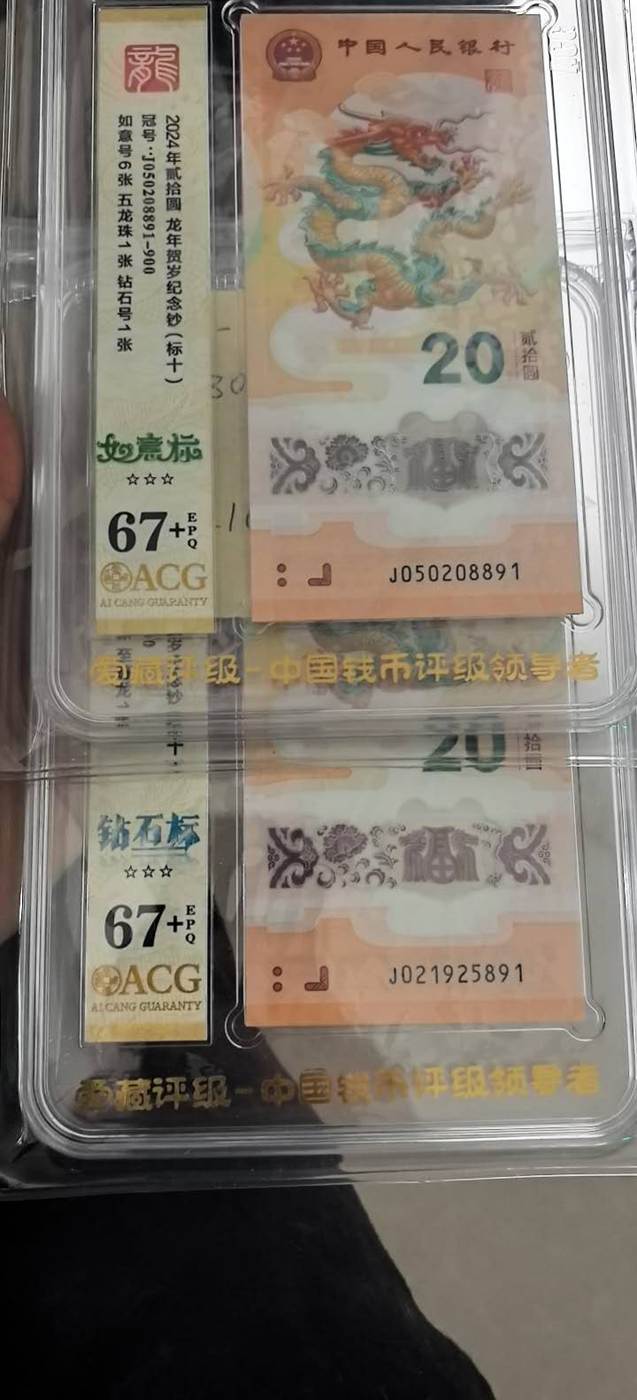 龍
2024年贰拾圆 龙年贺岁纪念钞(标十)
冠号:J050208891-900
如意号6张 五龙珠1张 钻石号1张
如意标
☆☆☆
67+EPQ
ACG
AI CANG GUARANTY
中国人民银行
20
贰拾圆
J050208891
爱藏评级-中国钱币评级领导者
钻石标
☆☆☆
67+EPQ
ACG
AI CANG GUARANTY
20
拾圆
J021925891
爱藏评级-中国钱币评级领导者